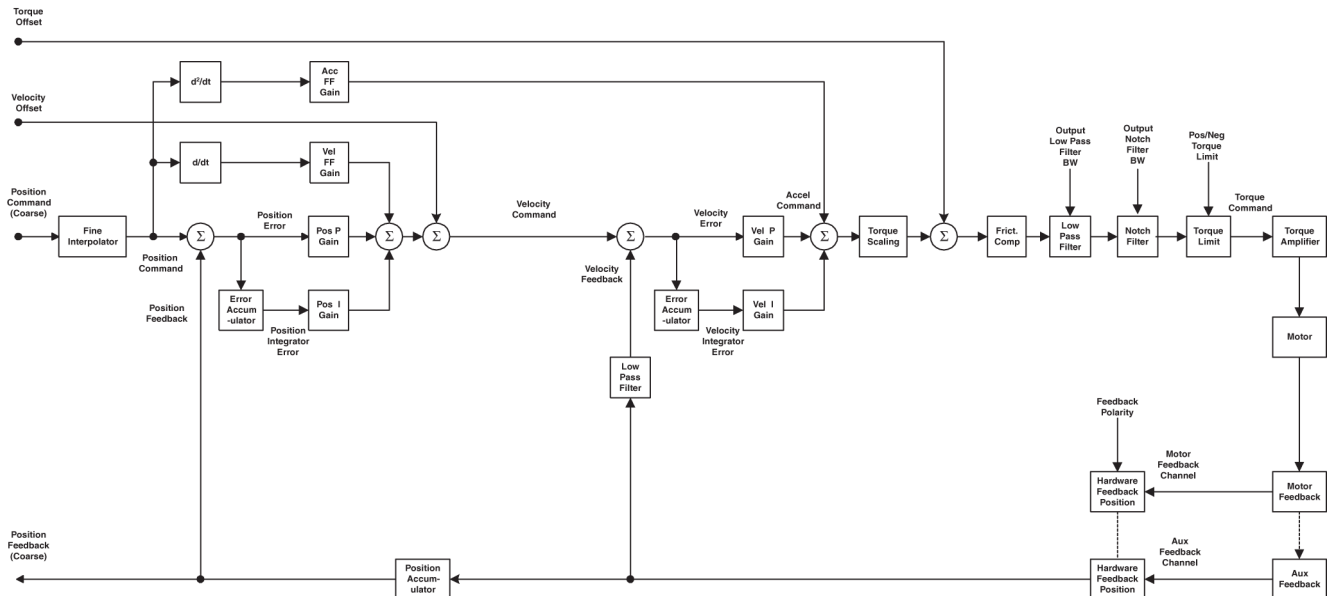 Torque
Offset
d²/dt
Acc
FF
Gain
Velocity
Offset
d/dt
Vel
FF
Gain
Output
Low Pass
Filter
BW
Output
Notch
Filter
BW
Pos/Neg
Torque
Limit
Position
Command
(Coarse)
Fine
Interpolator
Position
Command
Σ
Position
Error
Pos P
Gain
Σ
Σ
Velocity
Command
Σ
Velocity
Error
Vel P
Gain
Accel
Command
Σ
Torque
Scaling
Σ
Frict.
Comp
Low
Pass
Filter
Notch
Filter
Torque
Limit
Torque
Command
Torque
Amplifier
Position
Feedback
Error
Accum
-ulator
Position
Integrator
Error
Pos I
Gain
Velocity
Feedback
Error
Accum
-ulator
Velocity
Integrator
Error
Vel I
Gain
Motor
Low
Pass
Filter
Feedback
Polarity
Hardware
Feedback
Position
Motor
Feedback
Channel
Motor
Feedback
Position
Feedback
(Coarse)
Position
Accum-
ulator
Hardware
Feedback
Position
Aux
Feedback
Channel
Aux
Feedback